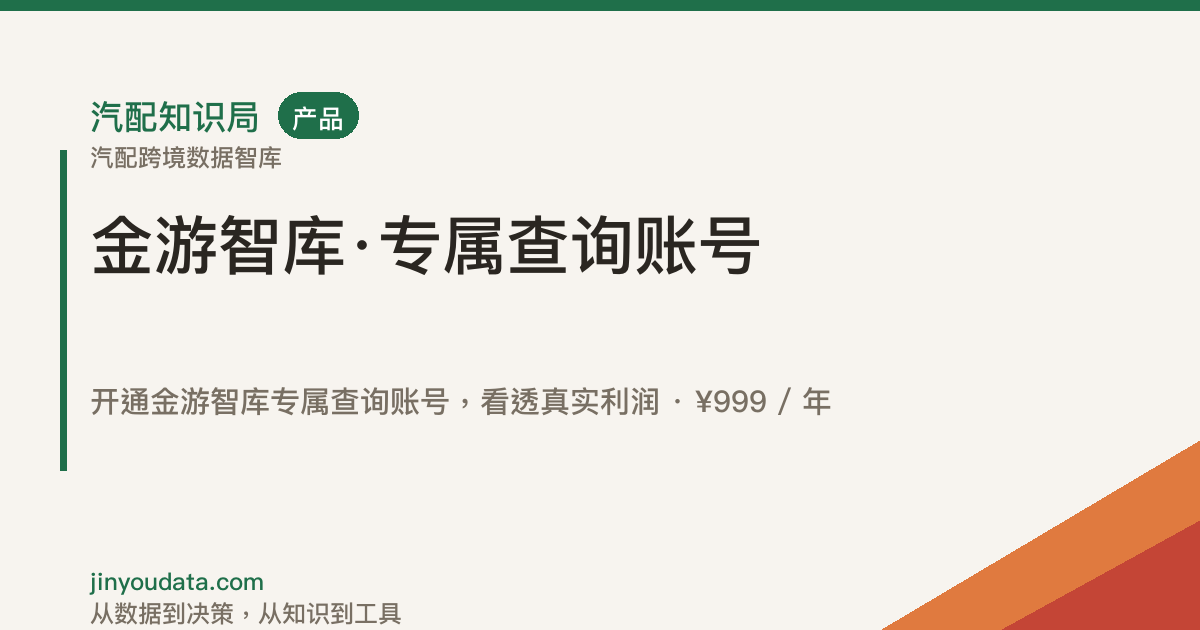 汽配知识局 产品
汽配跨境数据智库
金游智库·专属查询账号
开通金游智库专属查询账号，看透真实利润 · ¥999 / 年
jinyoudata.com
从数据到决策，从知识到工具